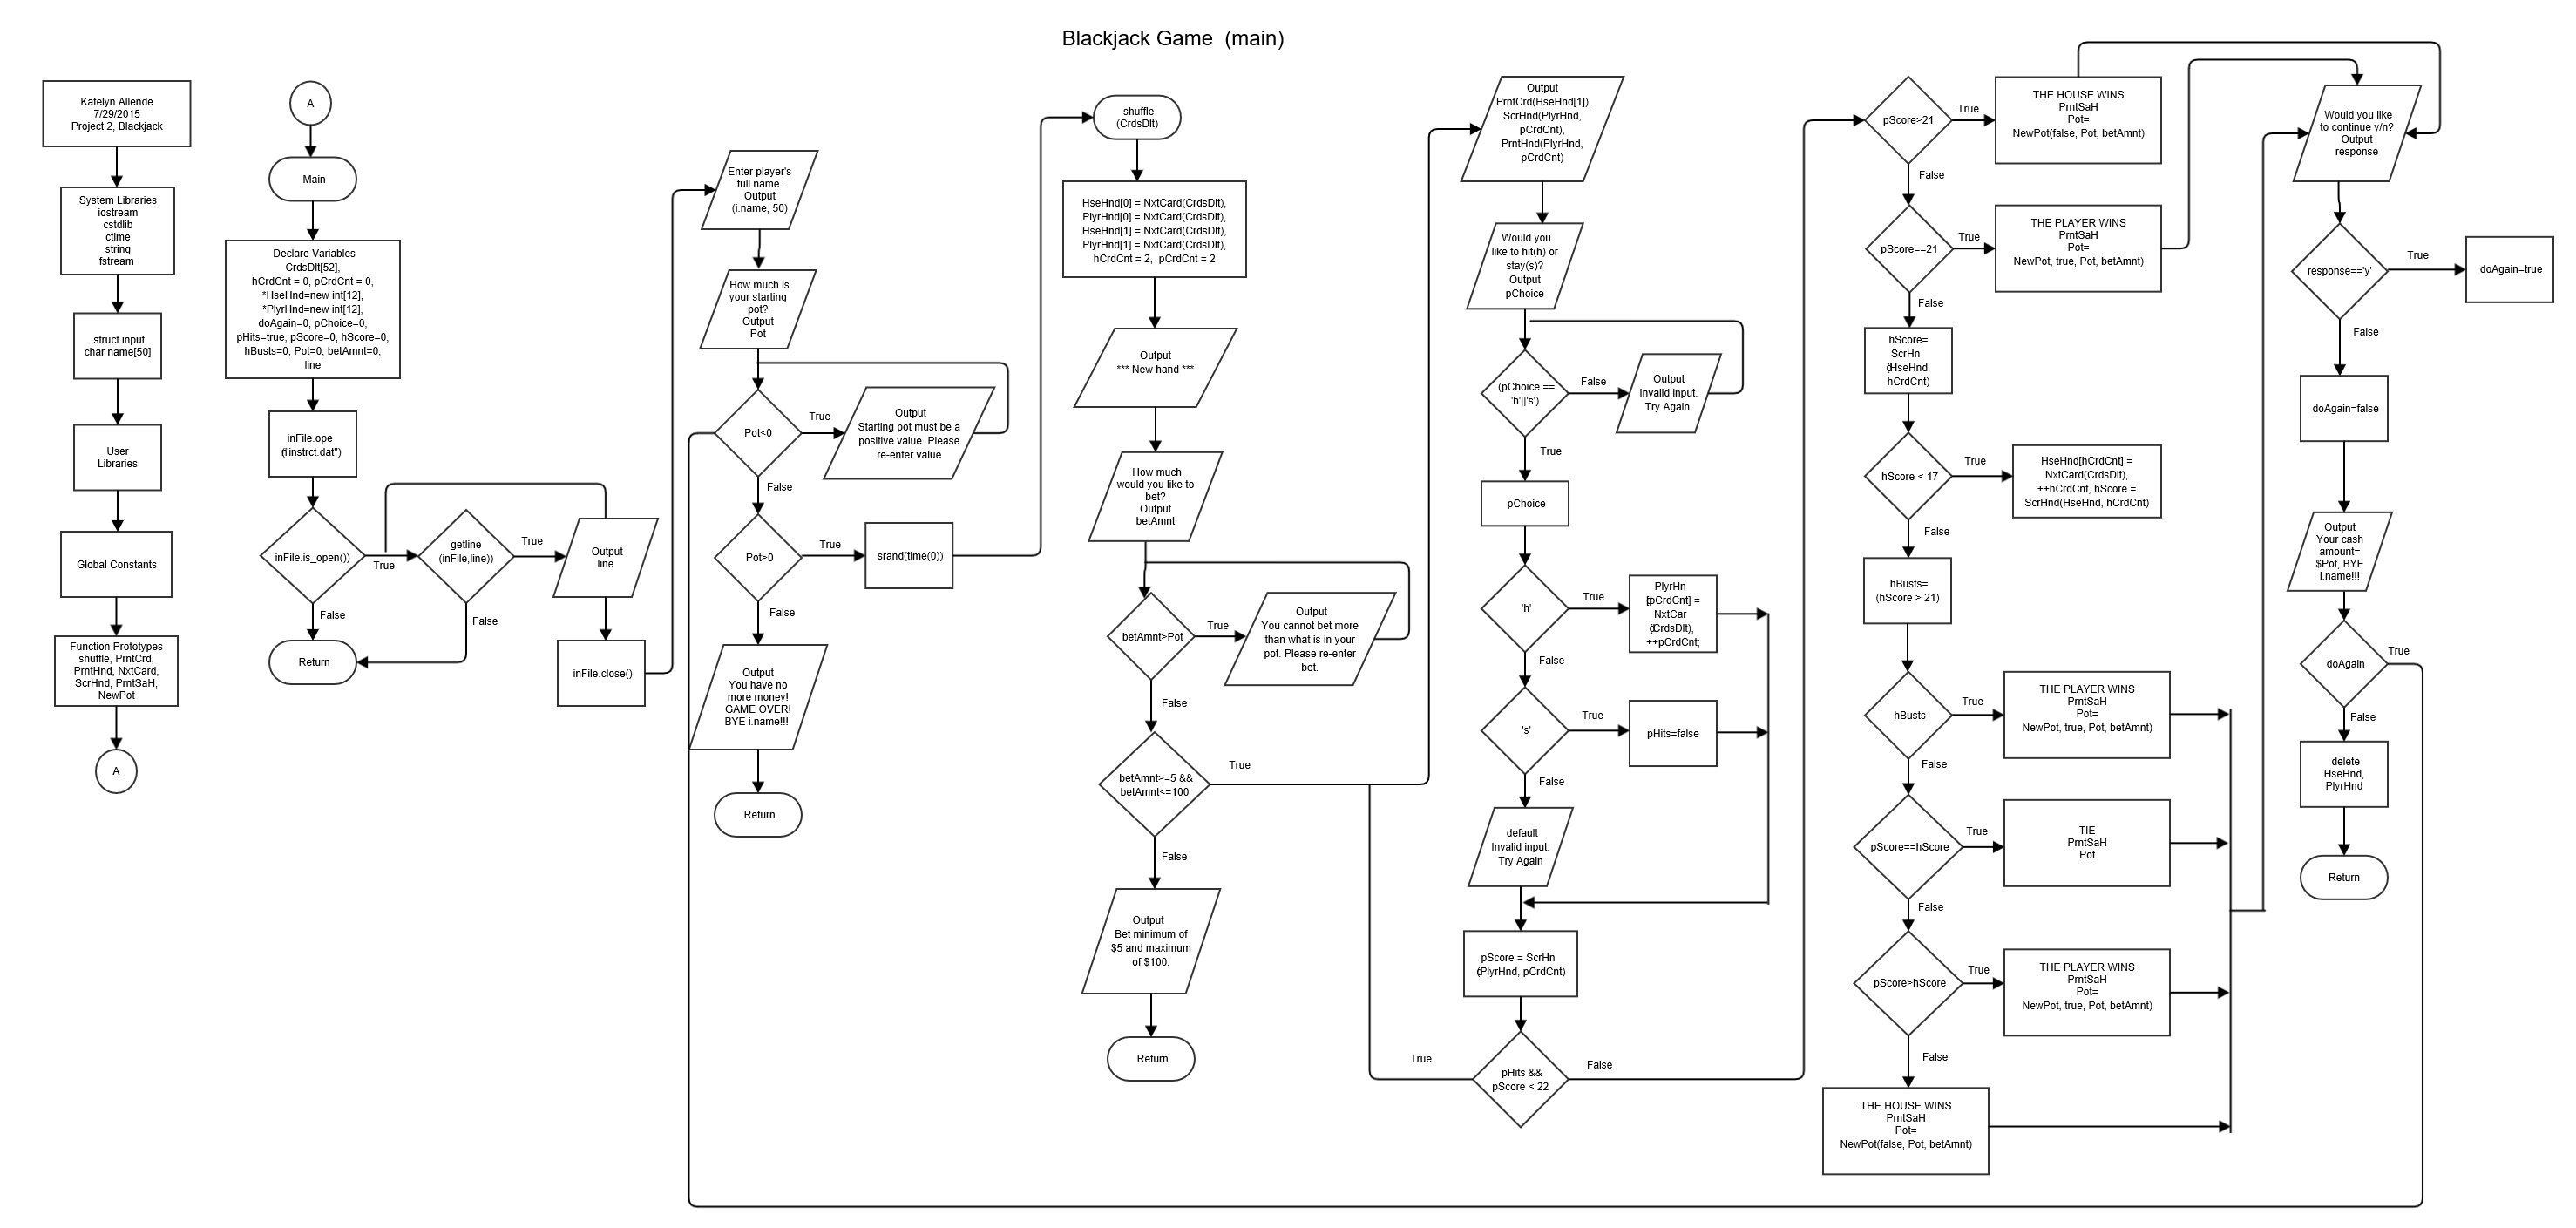 Blackjack Game (main)
Katelyn Allende
7/29/2015
Project 2, Blackjack
System Libraries
iostream
cstdlib
ctime
string
fstream
struct input
char name[50]
User
Libraries
Global Constants
Function Prototypes
shuffle, PrntCrd,
PrntHnd, NxtCard,
ScrHnd, PrntSaH,
NewPot
A
A
Main
Declare Variables
CrdsDlt[52],
hCrdCnt = 0, pCrdCnt = 0,
*HseHnd=new int[12],
*PlyrHnd=new int[12],
doAgain=0, pChoice=0,
pHits=true, pScore=0, hScore=0,
hBusts=0, Pot=0, betAmnt=0,
line
inFile.ope
("instrct.dat")
inFile.is_open())
True
False
Return
getline
(inFile,line))
True
False
Output
line
inFile.close()
Enter player's
full name.
Output
(i.name, 50)
How much is
your starting
pot?
Output
Pot
Pot<0
True
False
Output
Starting pot must be a
positive value. Please
re-enter value
Pot>0
True
False
srand(time(0))
Output
You have no
more money!
GAME OVER!
BYE i.name!!!
Return
shuffle
(CrdsDlt)
HseHnd[0] = NxtCard(CrdsDlt),
PlyrHnd[0] = NxtCard(CrdsDlt),
HseHnd[1] = NxtCard(CrdsDlt),
PlyrHnd[1] = NxtCard(CrdsDlt),
hCrdCnt = 2, pCrdCnt = 2
Output
*** New hand ***
How much
would you like to
bet?
Output
betAmnt
betAmnt>Pot
True
False
Output
You cannot bet more
than what is in your
pot. Please re-enter
bet.
betAmnt>=5 &&
betAmnt<=100
True
False
Output
Bet minimum of
$5 and maximum
of $100.
Return
Output
PrntCrd(HseHnd[1]),
ScrHnd(PlyrHnd,
pCrdCnt),
PrntHnd(PlyrHnd,
pCrdCnt)
Would you
like to hit(h) or
stay(s)?
Output
pChoice
(pChoice ==
'h'||'s')
False
True
Output
Invalid input.
Try Again.
pChoice
'h'
True
False
PlyrHn
[pCrdCnt] =
NxtCar
(CrdsDlt),
++pCrdCnt;
's'
True
False
pHits=false
default
Invalid input.
Try Again
pScore = ScrHn
(PlyrHnd, pCrdCnt)
pHits &&
pScore < 22
True
False
pScore>21
True
False
THE HOUSE WINS
PrntSaH
Pot=
NewPot(false, Pot, betAmnt)
pScore==21
True
False
THE PLAYER WINS
PrntSaH
Pot=
NewPot, true, Pot, betAmnt)
hScore=
ScrHn
(HseHnd,
hCrdCnt)
hScore < 17
True
False
HseHnd[hCrdCnt] =
NxtCard(CrdsDlt),
++hCrdCnt, hScore =
ScrHnd(HseHnd, hCrdCnt)
hBusts=
(hScore > 21)
hBusts
True
False
THE PLAYER WINS
PrntSaH
Pot=
NewPot, true, Pot, betAmnt)
pScore==hScore
True
False
TIE
PrntSaH
Pot
pScore>hScore
True
False
THE PLAYER WINS
PrntSaH
Pot=
NewPot, true, Pot, betAmnt)
THE HOUSE WINS
PrntSaH
Pot=
NewPot(false, Pot, betAmnt)
Would you like
to continue y/n?
Output
response
response=='y'
True
False
doAgain=true
doAgain=false
Output
Your cash
amount=
$Pot, BYE
i.name!!!
doAgain
True
False
delete
HseHnd,
PlyrHnd
Return